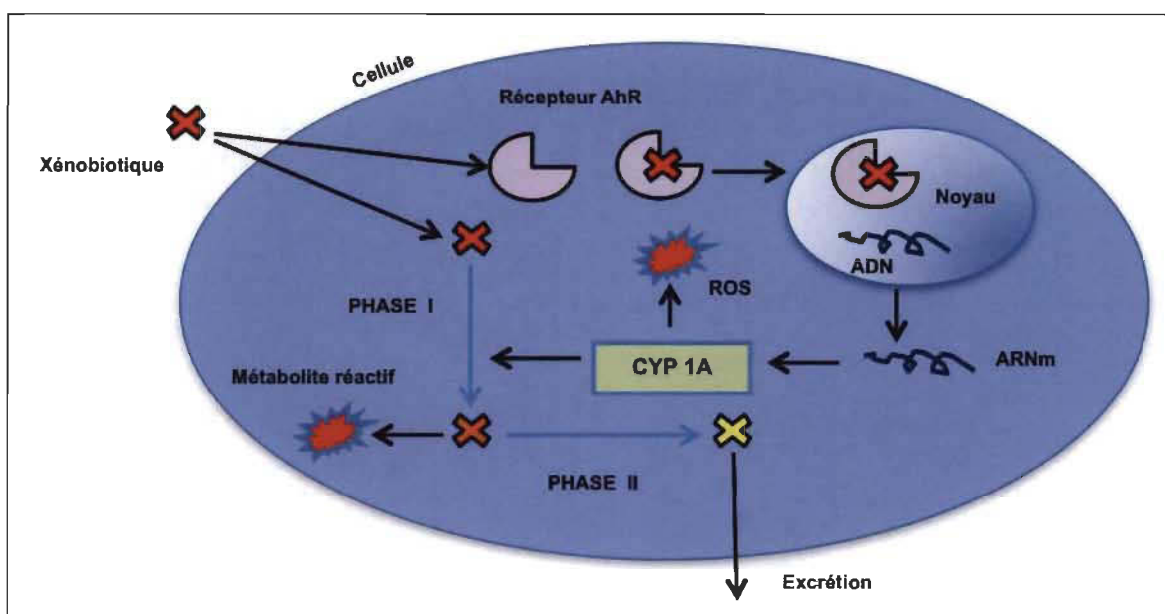 Cellule
Récepteur AhR
Xénobiotique
Noyau
ADN
ROS
PHASE I
CYP 1A
ARNm
Métabolite réactif
PHASE II
Excrétion